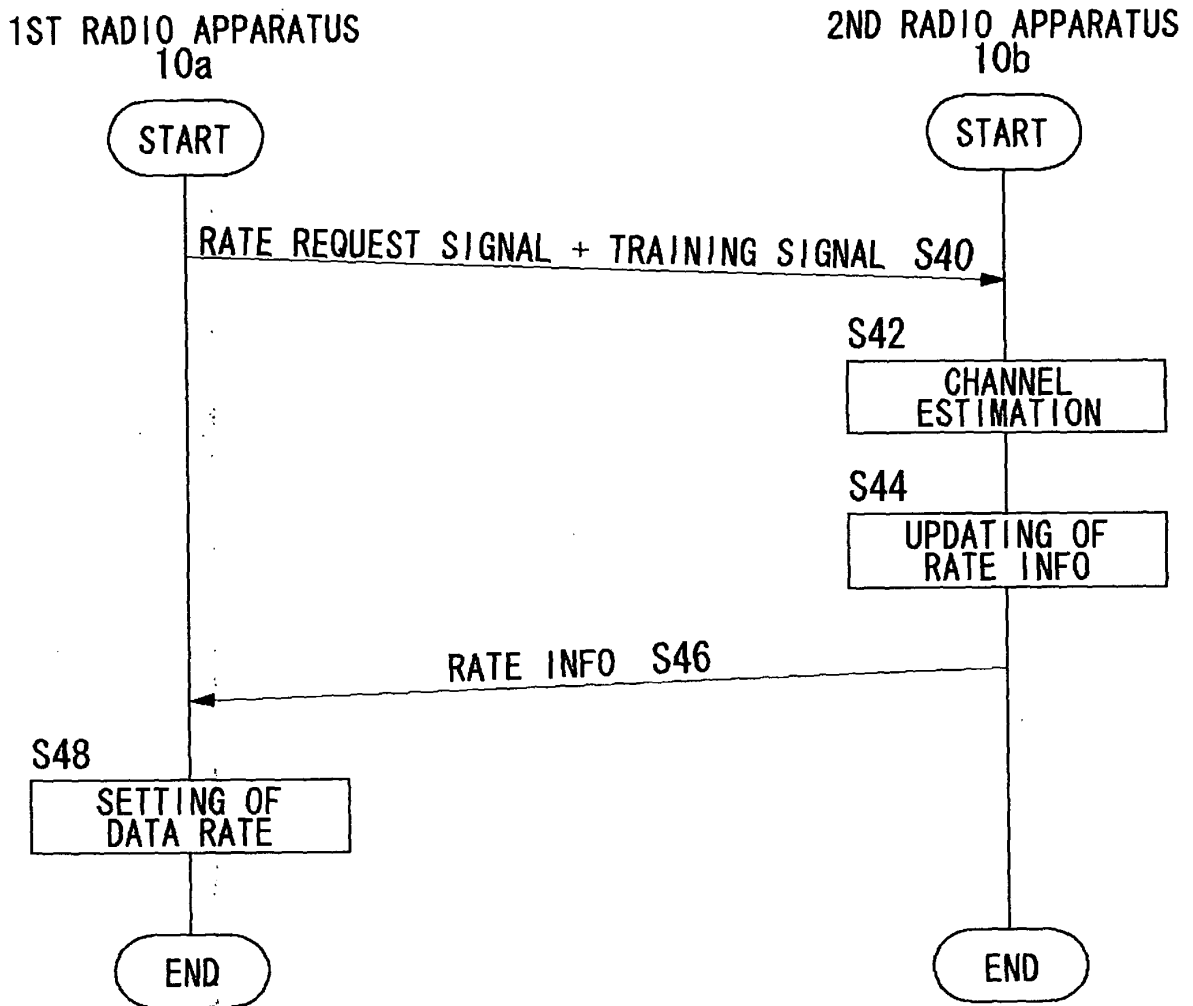 1ST RADIO APPARATUS
10a
2ND RADIO APPARATUS
10b
START
START
RATE REQUEST SIGNAL + TRAINING SIGNAL S40
S42
CHANNEL
ESTIMATION
S44
UPDATING OF
RATE INFO
RATE INFO S46
S48
SETTING OF
DATA RATE
END
END